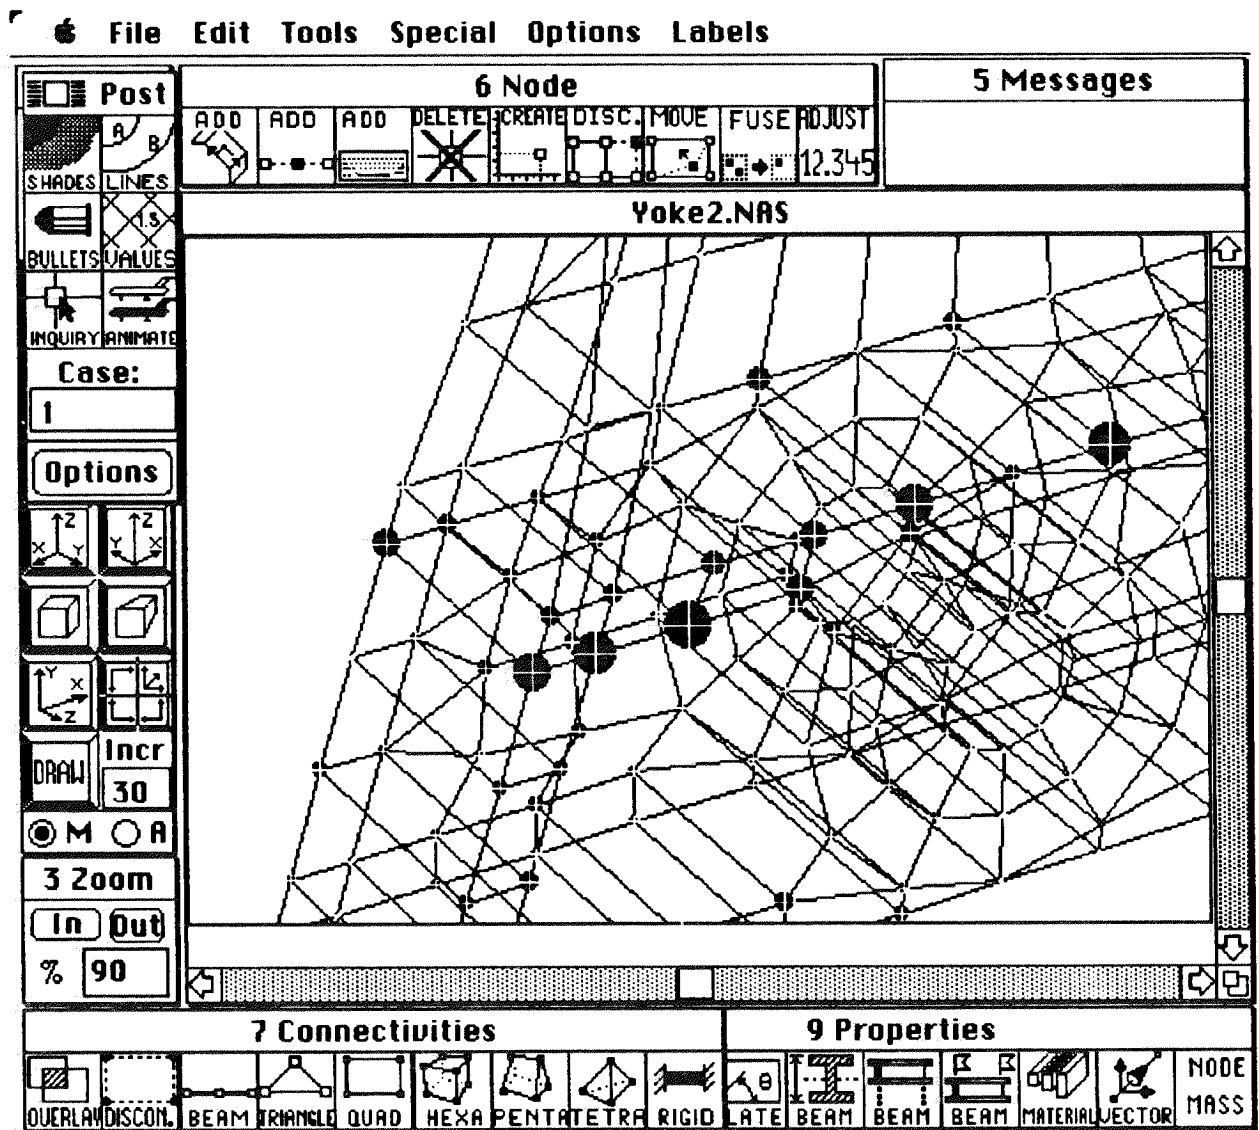 File Edit Tools Special Options Labels
Post
SHADES LINES
BULLETS VALUES
1.5
A B
INQUIRY ANIMATE
Case:
1
Options
Z X Y
Z Y X
Y X Z
DRAW Incr
30
M A
3 Zoom
In Out
% 90
6 Node
ADD ADD ADD DELETE CREATE DISC. MOVE FUSE ADJUST
12.345
5 Messages
Yoke2.NAS
7 Connectivities
OVERLAY DISCON. BEAM TRIANGLE QUAD HEXA PENTA TETRA RIGID
9 Properties
θ
LATE BEAM BEAM BEAM MATERIAL VECTOR NODE
MASS